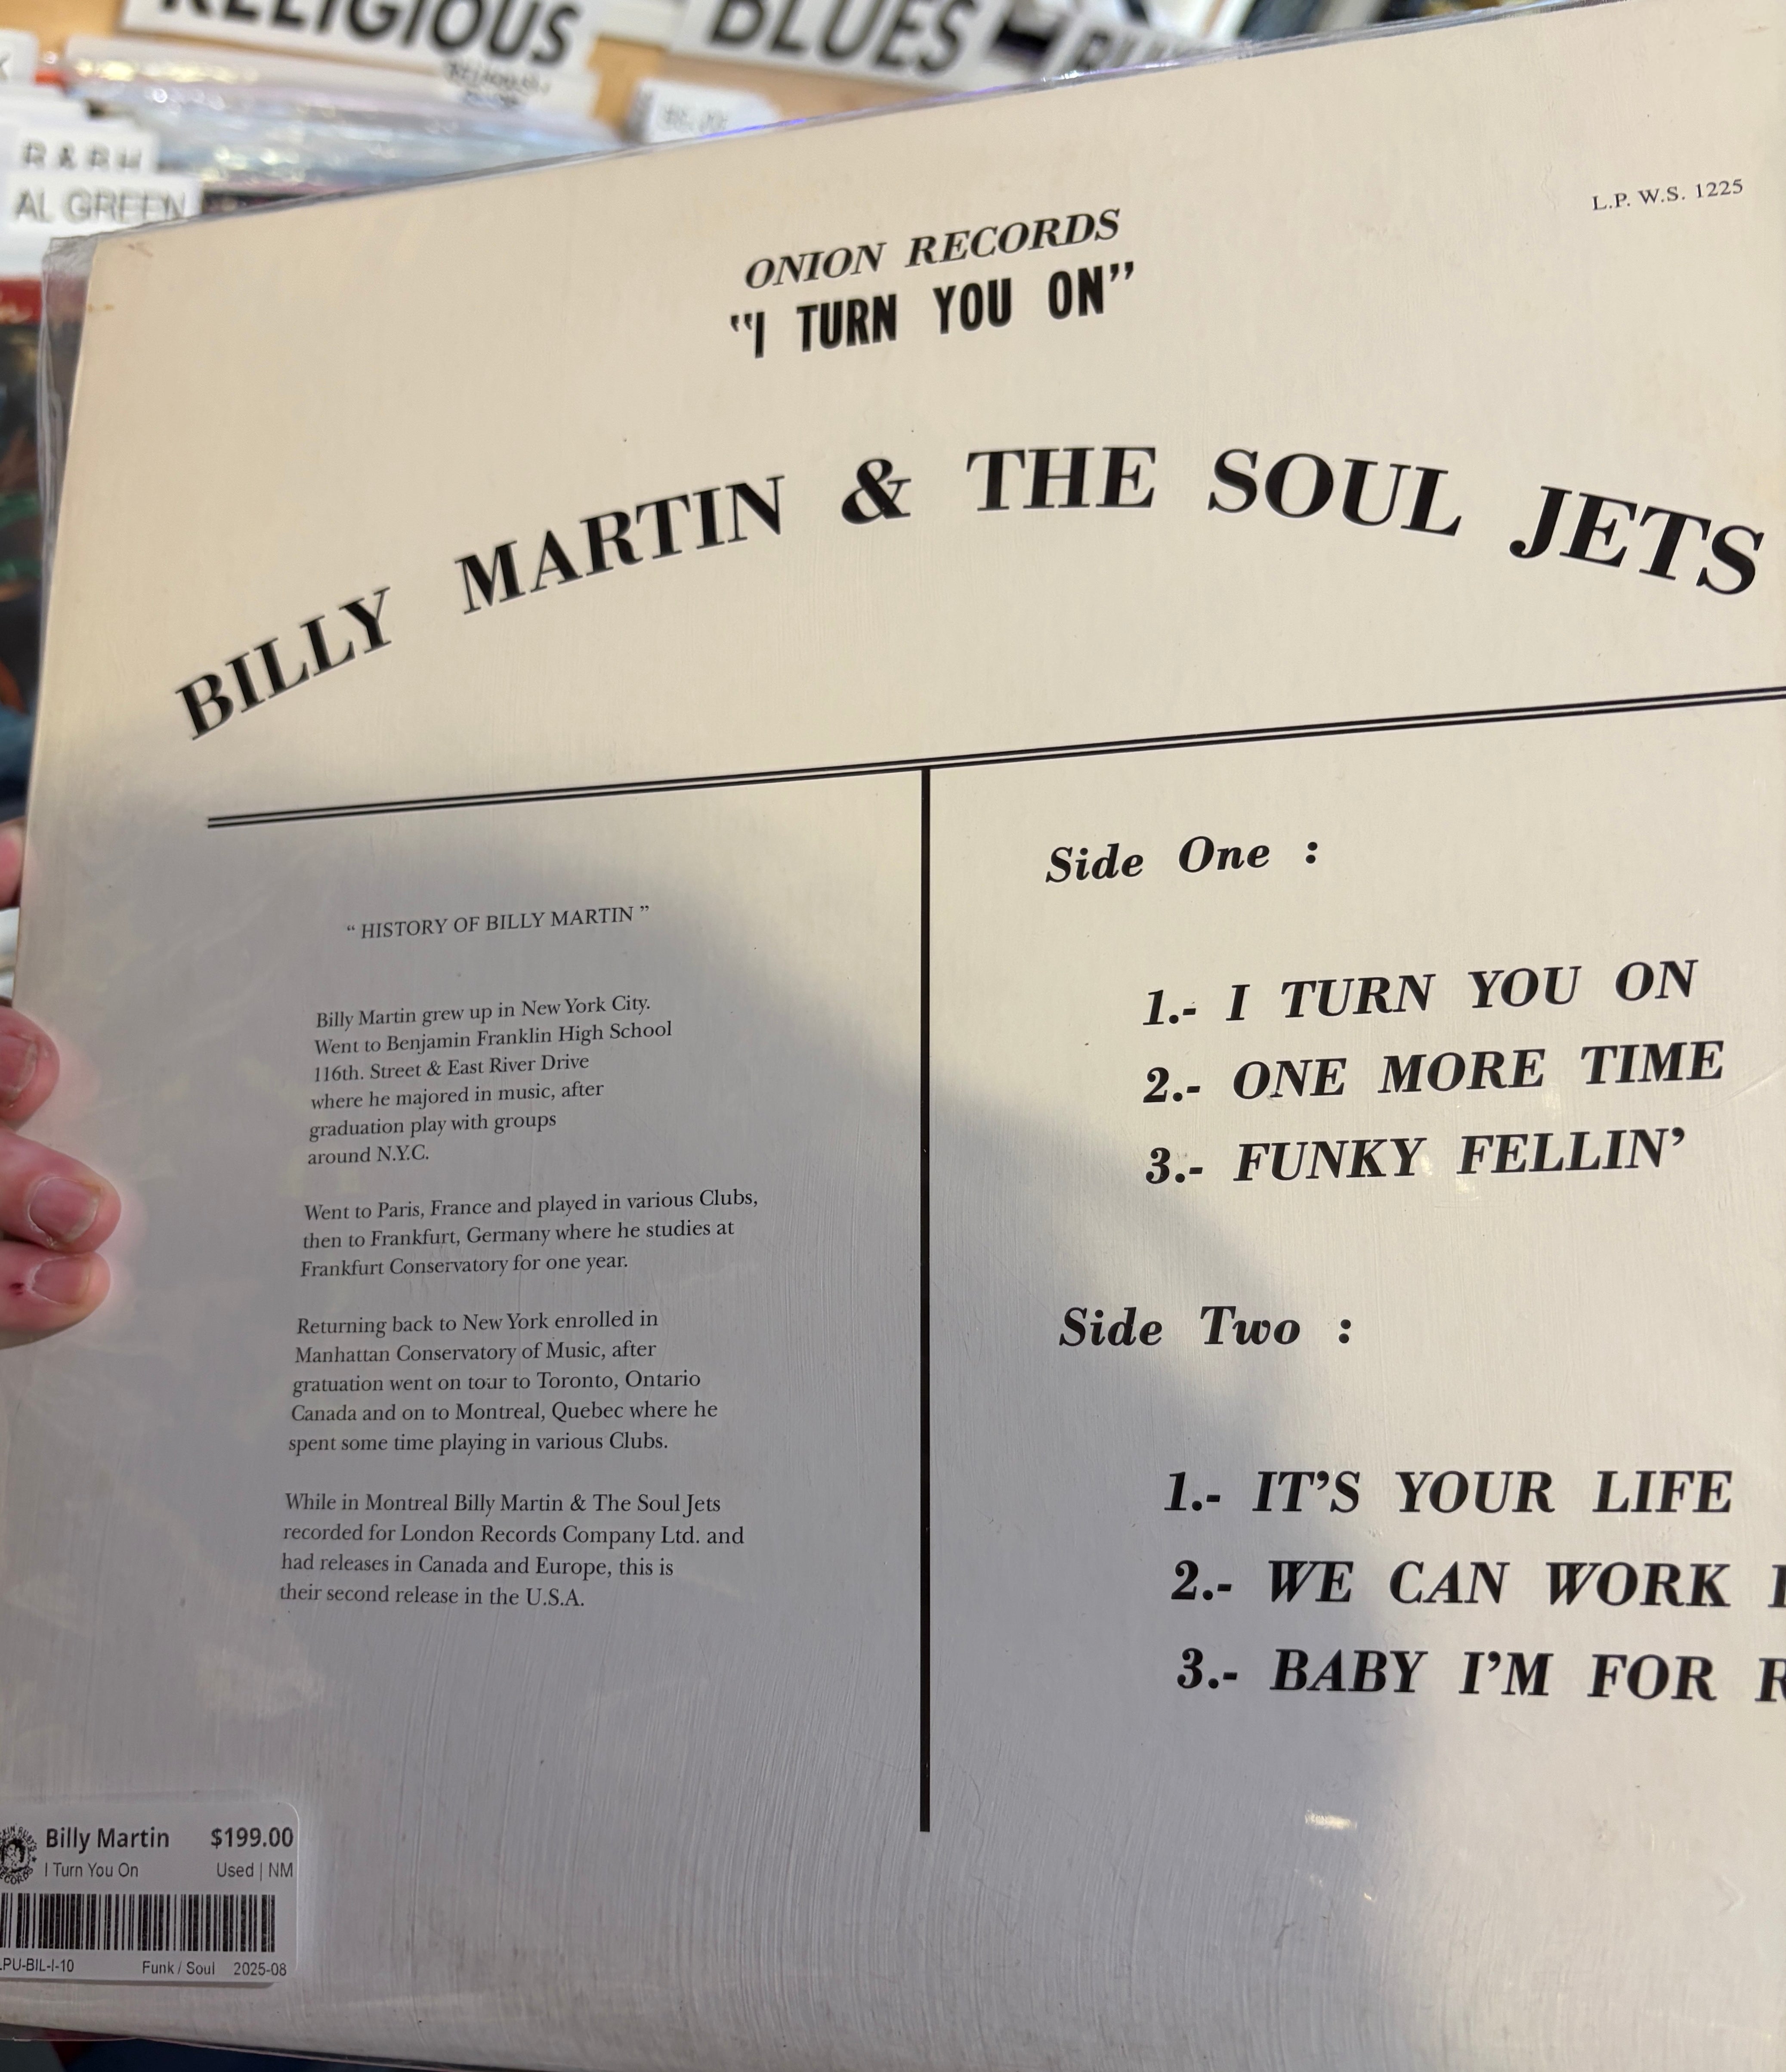 RELIGIOUS
BLUES
AL GREEN
L.P. W.S. 1225
ONION RECORDS
"I TURN YOU ON"
BILLY MARTIN & THE SOUL JETS
" HISTORY OF BILLY MARTIN "
Billy Martin grew up in New York City.
Went to Benjamin Franklin High School
116th. Street & East River Drive
where he majored in music, after
graduation play with groups
around N.Y.C.
Went to Paris, France and played in various Clubs,
then to Frankfurt, Germany where he studies at
Frankfurt Conservatory for one year.
Returning back to New York enrolled in
Manhattan Conservatory of Music, after
gratuation went on tour to Toronto, Ontario
Canada and on to Montreal, Quebec where he
spent some time playing in various Clubs.
While in Montreal Billy Martin & The Soul Jets
recorded for London Records Company Ltd. and
had releases in Canada and Europe, this is
their second release in the U.S.A.
Side One :
1.- I TURN YOU ON
2.- ONE MORE TIME
3.- FUNKY FELLIN'
Side Two :
1.- IT'S YOUR LIFE
2.- WE CAN WORK
3.- BABY I'M FOR
Billy Martin $199.00
I Turn You On Used | NM
LPU-BIL-I-10 Funk / Soul 2025-08